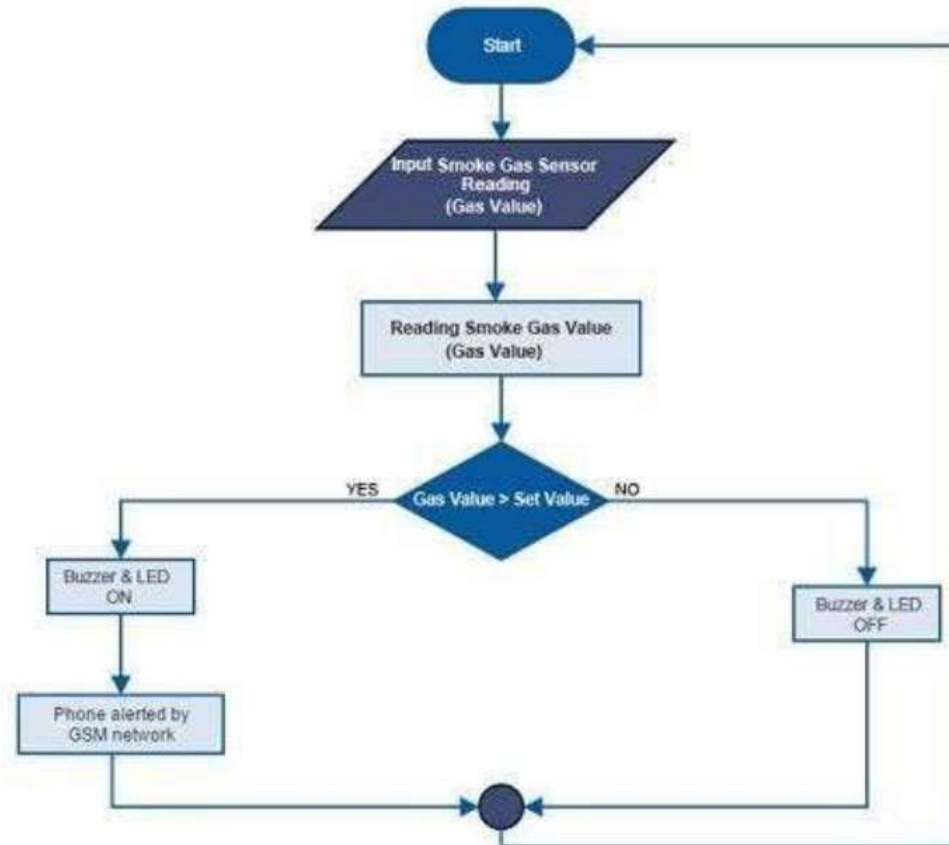 Start
Input Smoke Gas Sensor
Reading
(Gas Value)
Reading Smoke Gas Value
(Gas Value)
Gas Value > Set Value
YES
NO
Buzzer & LED
ON
Buzzer & LED
OFF
Phone alerted by
GSM network